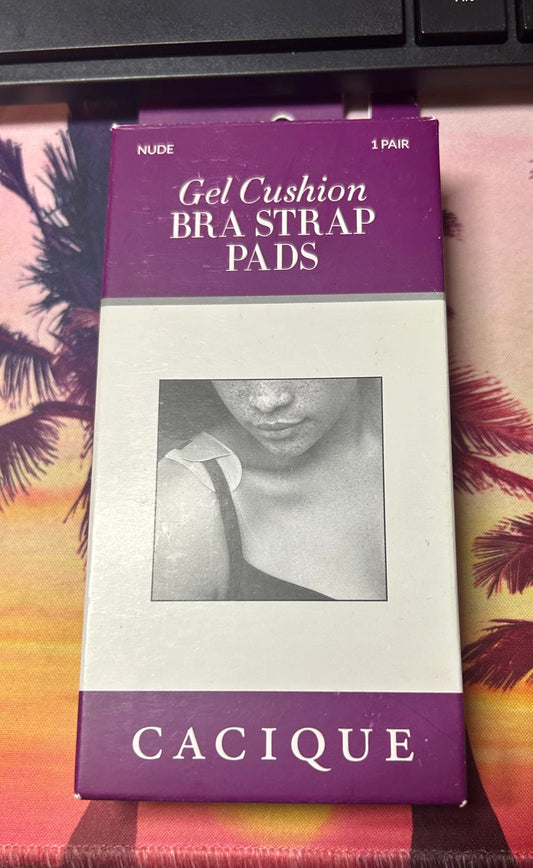 NUDE
1 PAIR
Gel Cushion
BRA STRAP
PADS
CACIQUE